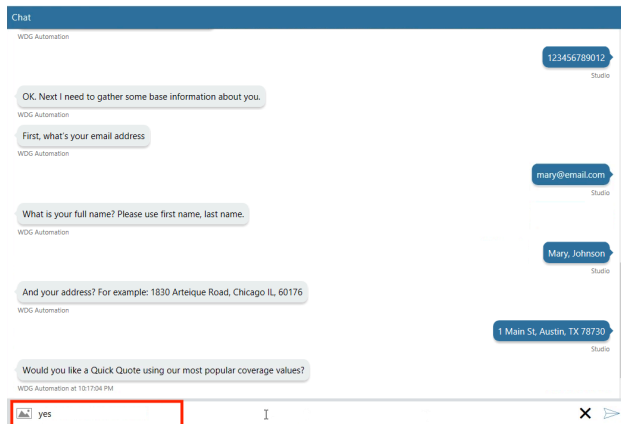 Chat
WDG Automation
123456789012
Studio
OK. Next I need to gather some base information about you.
WDG Automation
First, what's your email address
WDG Automation
mary@email.com
Studio
What is your full name? Please use first name, last name.
WDG Automation
Mary, Johnson
Studio
And your address? For example: 1830 Arteique Road, Chicago IL, 60176
WDG Automation
1 Main St, Austin, TX 78730
Studio
Would you like a Quick Quote using our most popular coverage values?
WDG Automation at 10:17:04 PM
yes